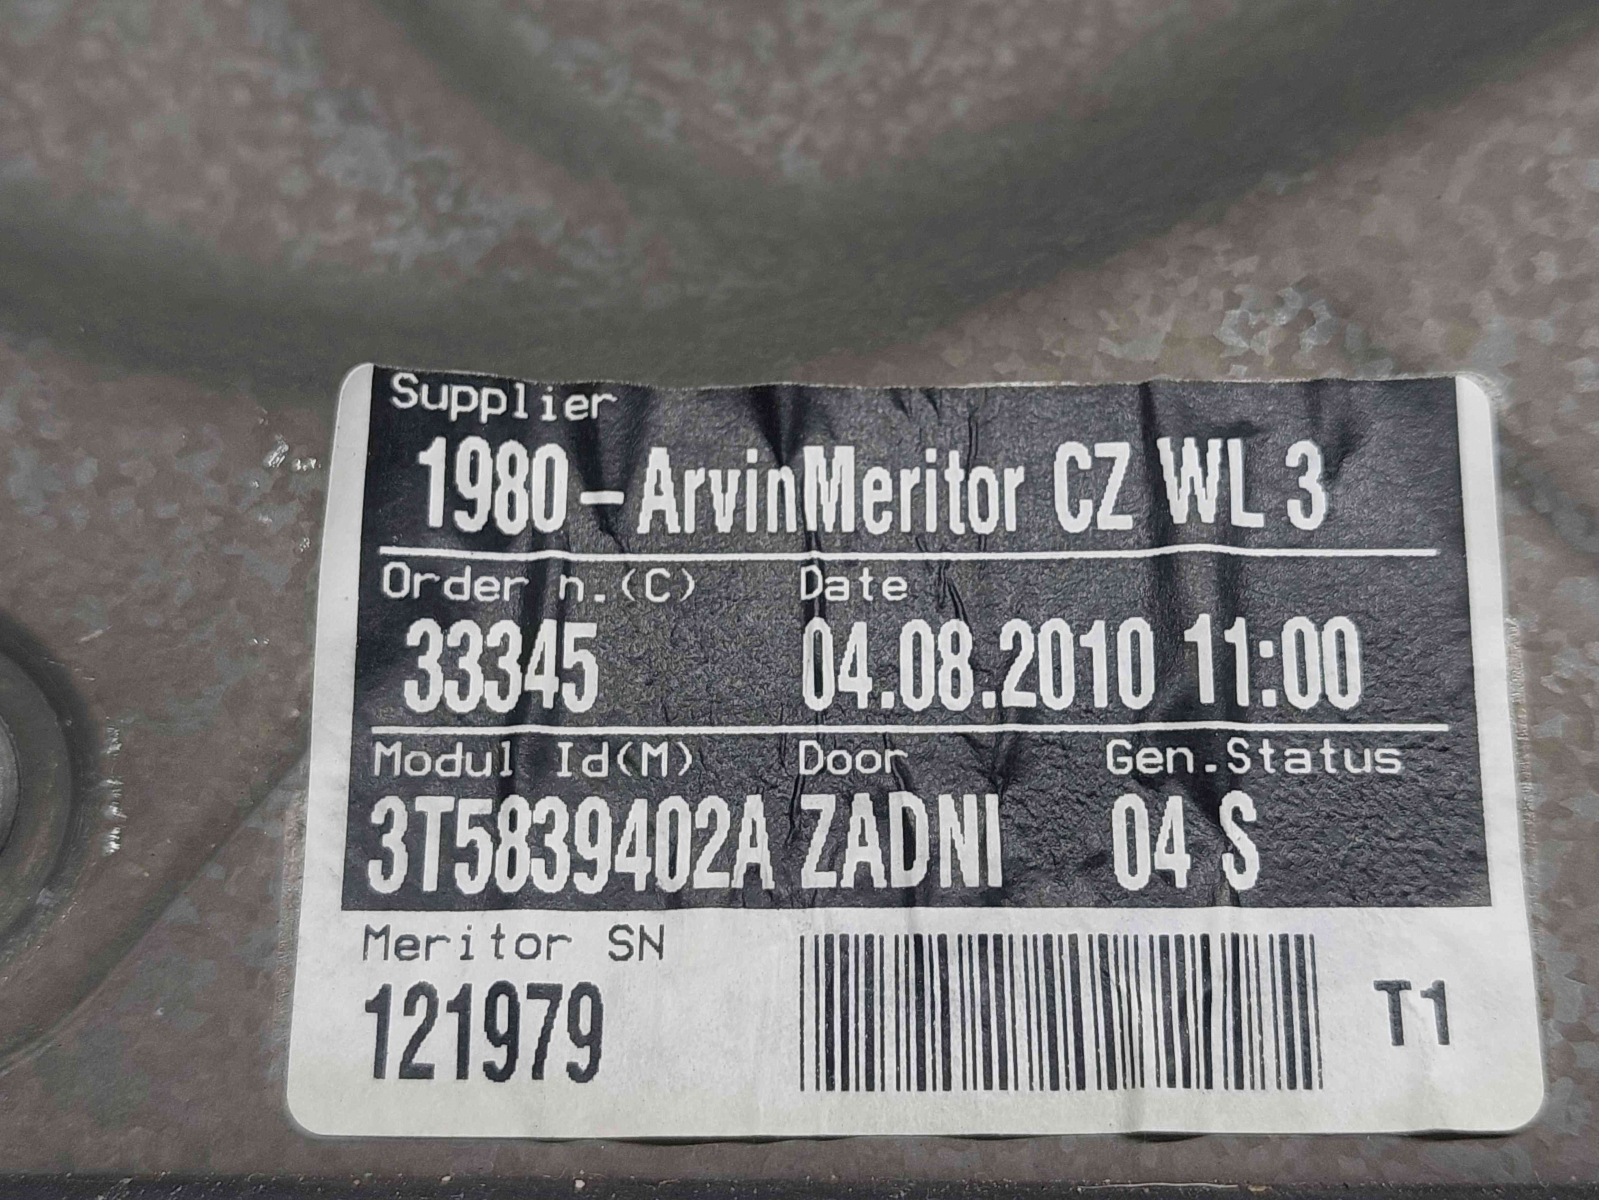 Supplier
1980-ArvinMeritor CZ WL 3
Order n.(C) Date
33345 04.08.2010 11:00
Modul Id(M) Door Gen.Status
3T5839402A ZADNI 04 S
Meritor SN
121979 T1